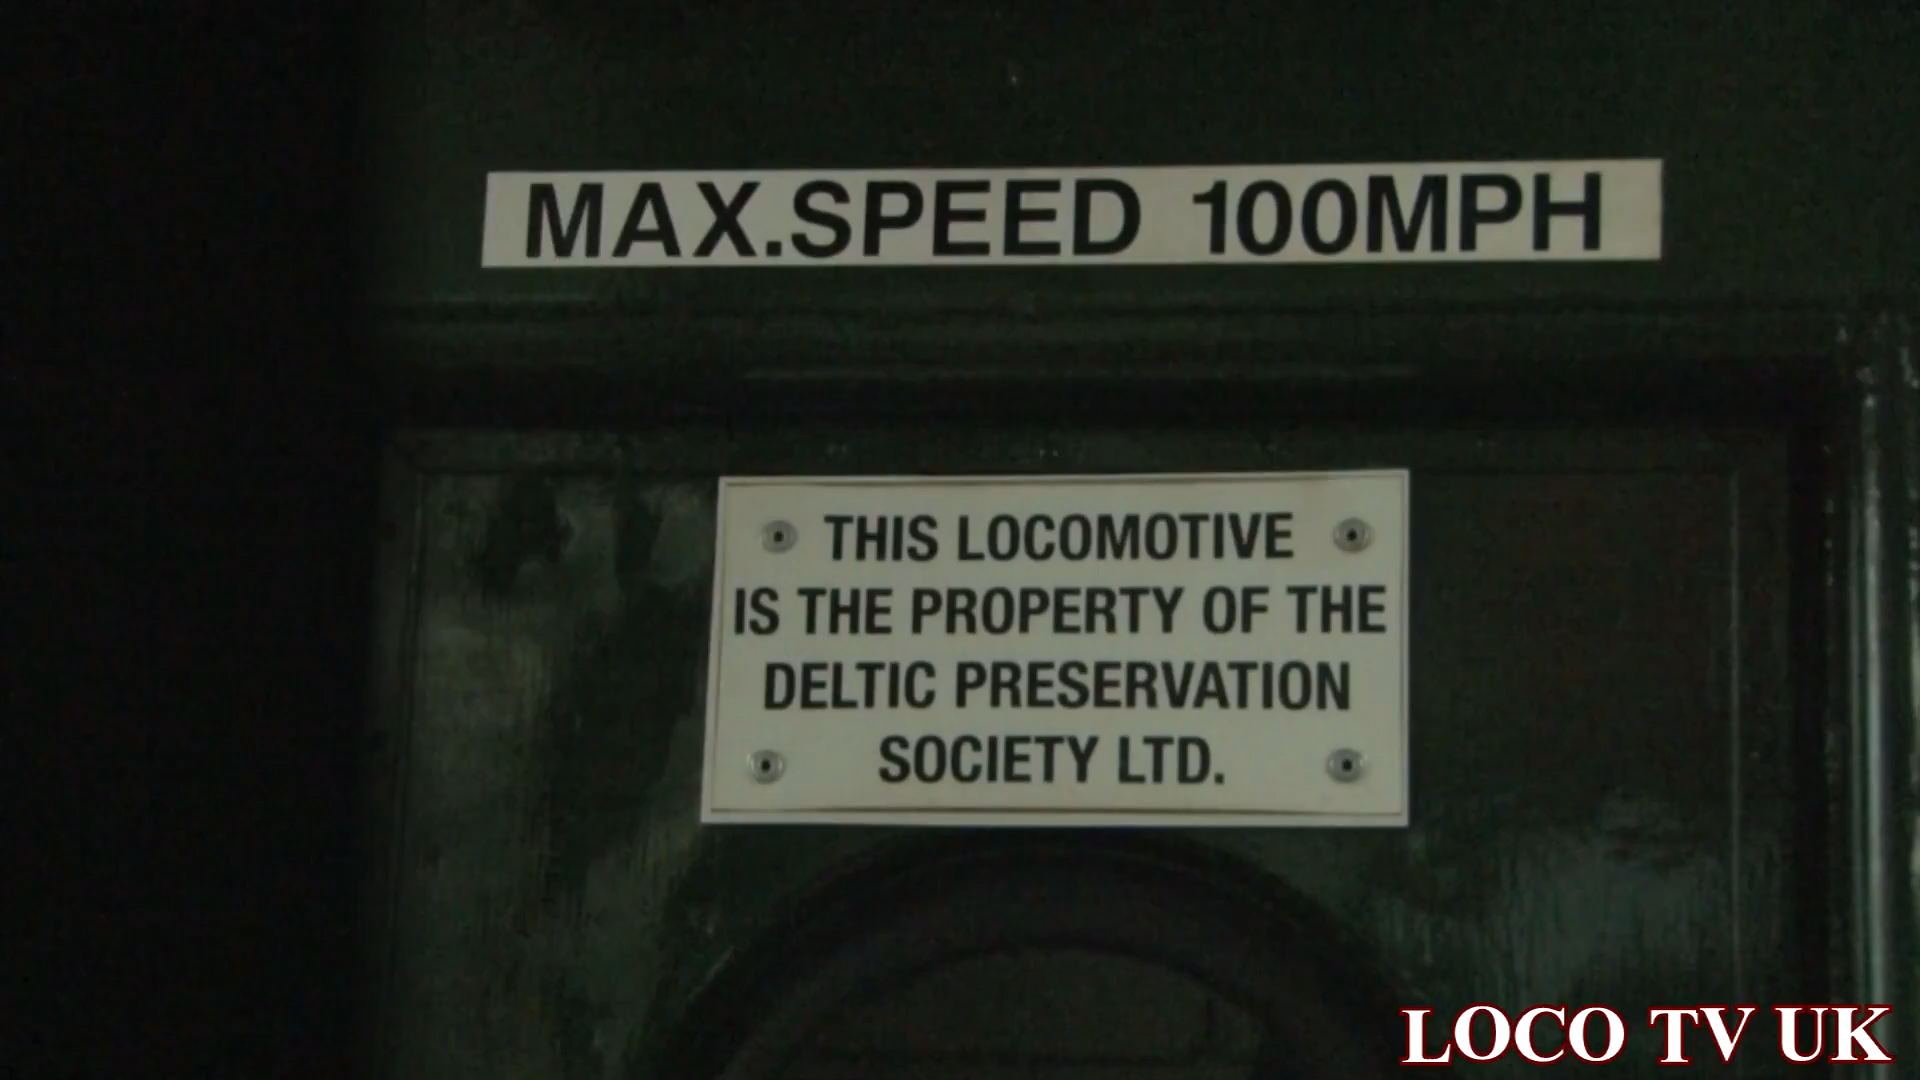 MAX.SPEED 100MPH
THIS LOCOMOTIVE
IS THE PROPERTY OF THE
DELTIC PRESERVATION
SOCIETY LTD.
LOCO TV UK